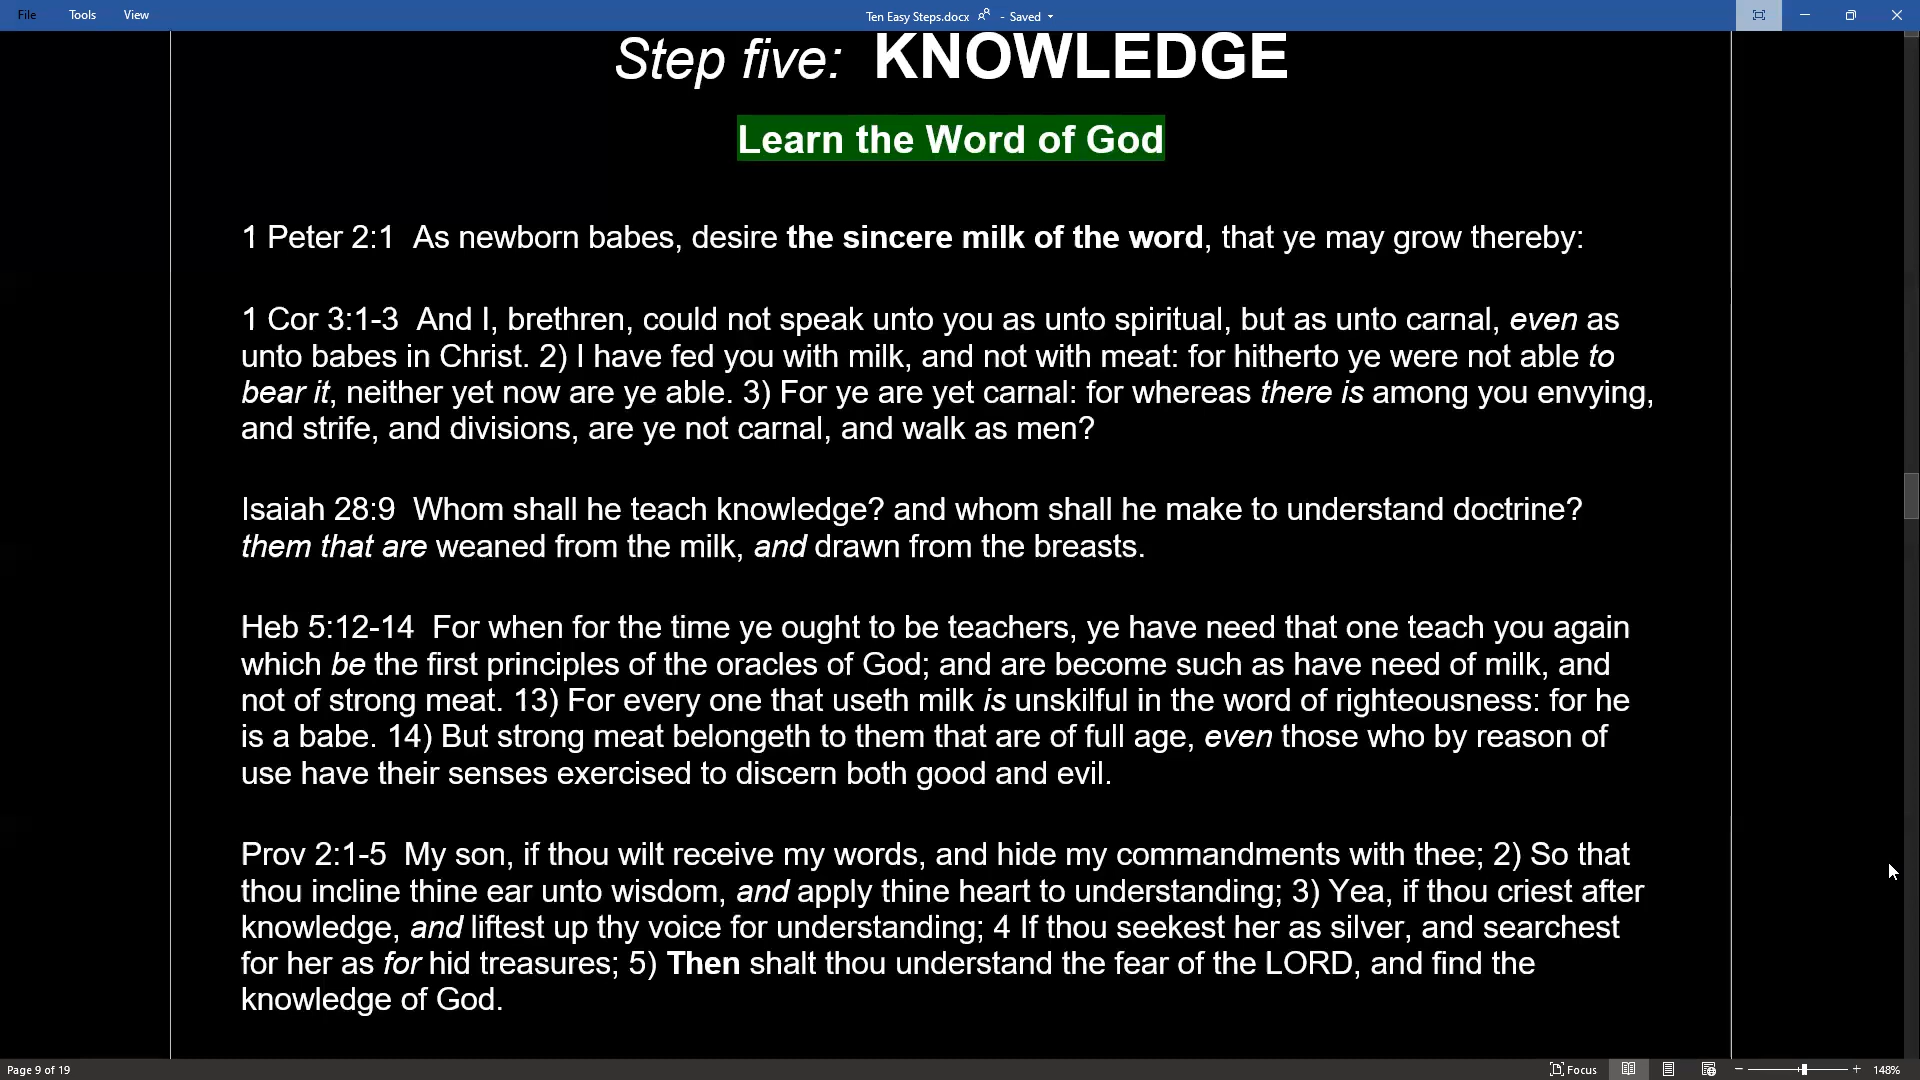 File Tools View Ten Easy Steps.docx - Saved
Step five: KNOWLEDGE
Learn the Word of God
1 Peter 2:1 As newborn babes, desire the sincere milk of the word, that ye may grow thereby:
1 Cor 3:1-3 And I, brethren, could not speak unto you as unto spiritual, but as unto carnal, even as
unto babes in Christ. 2) I have fed you with milk, and not with meat: for hitherto ye were not able to
bear it, neither yet now are ye able. 3) For ye are yet carnal: for whereas there is among you envying,
and strife, and divisions, are ye not carnal, and walk as men?
Isaiah 28:9 Whom shall he teach knowledge? and whom shall he make to understand doctrine?
them that are weaned from the milk, and drawn from the breasts.
Heb 5:12-14 For when for the time ye ought to be teachers, ye have need that one teach you again
which be the first principles of the oracles of God; and are become such as have need of milk, and
not of strong meat. 13) For every one that useth milk is unskilful in the word of righteousness: for he
is a babe. 14) But strong meat belongeth to them that are of full age, even those who by reason of
use have their senses exercised to discern both good and evil.
Prov 2:1-5 My son, if thou wilt receive my words, and hide my commandments with thee; 2) So that
thou incline thine ear unto wisdom, and apply thine heart to understanding; 3) Yea, if thou criest after
knowledge, and liftest up thy voice for understanding; 4 If thou seekest her as silver, and searchest
for her as for hid treasures; 5) Then shalt thou understand the fear of the LORD, and find the
knowledge of God.
Page 9 of 19 Focus 148%